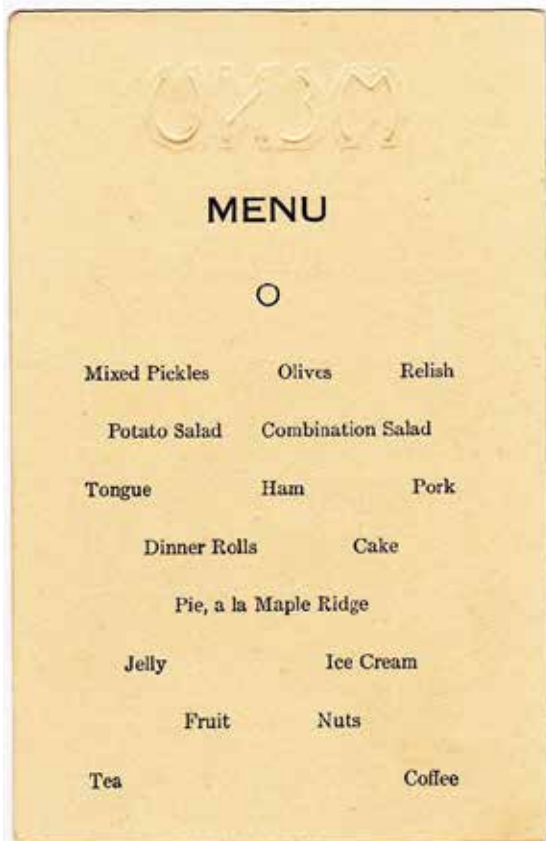 MENU
O
Mixed Pickles Olives Relish
Potato Salad Combination Salad
Tongue Ham Pork
Dinner Rolls Cake
Pie, a la Maple Ridge
Jelly Ice Cream
Fruit Nuts
Tea Coffee